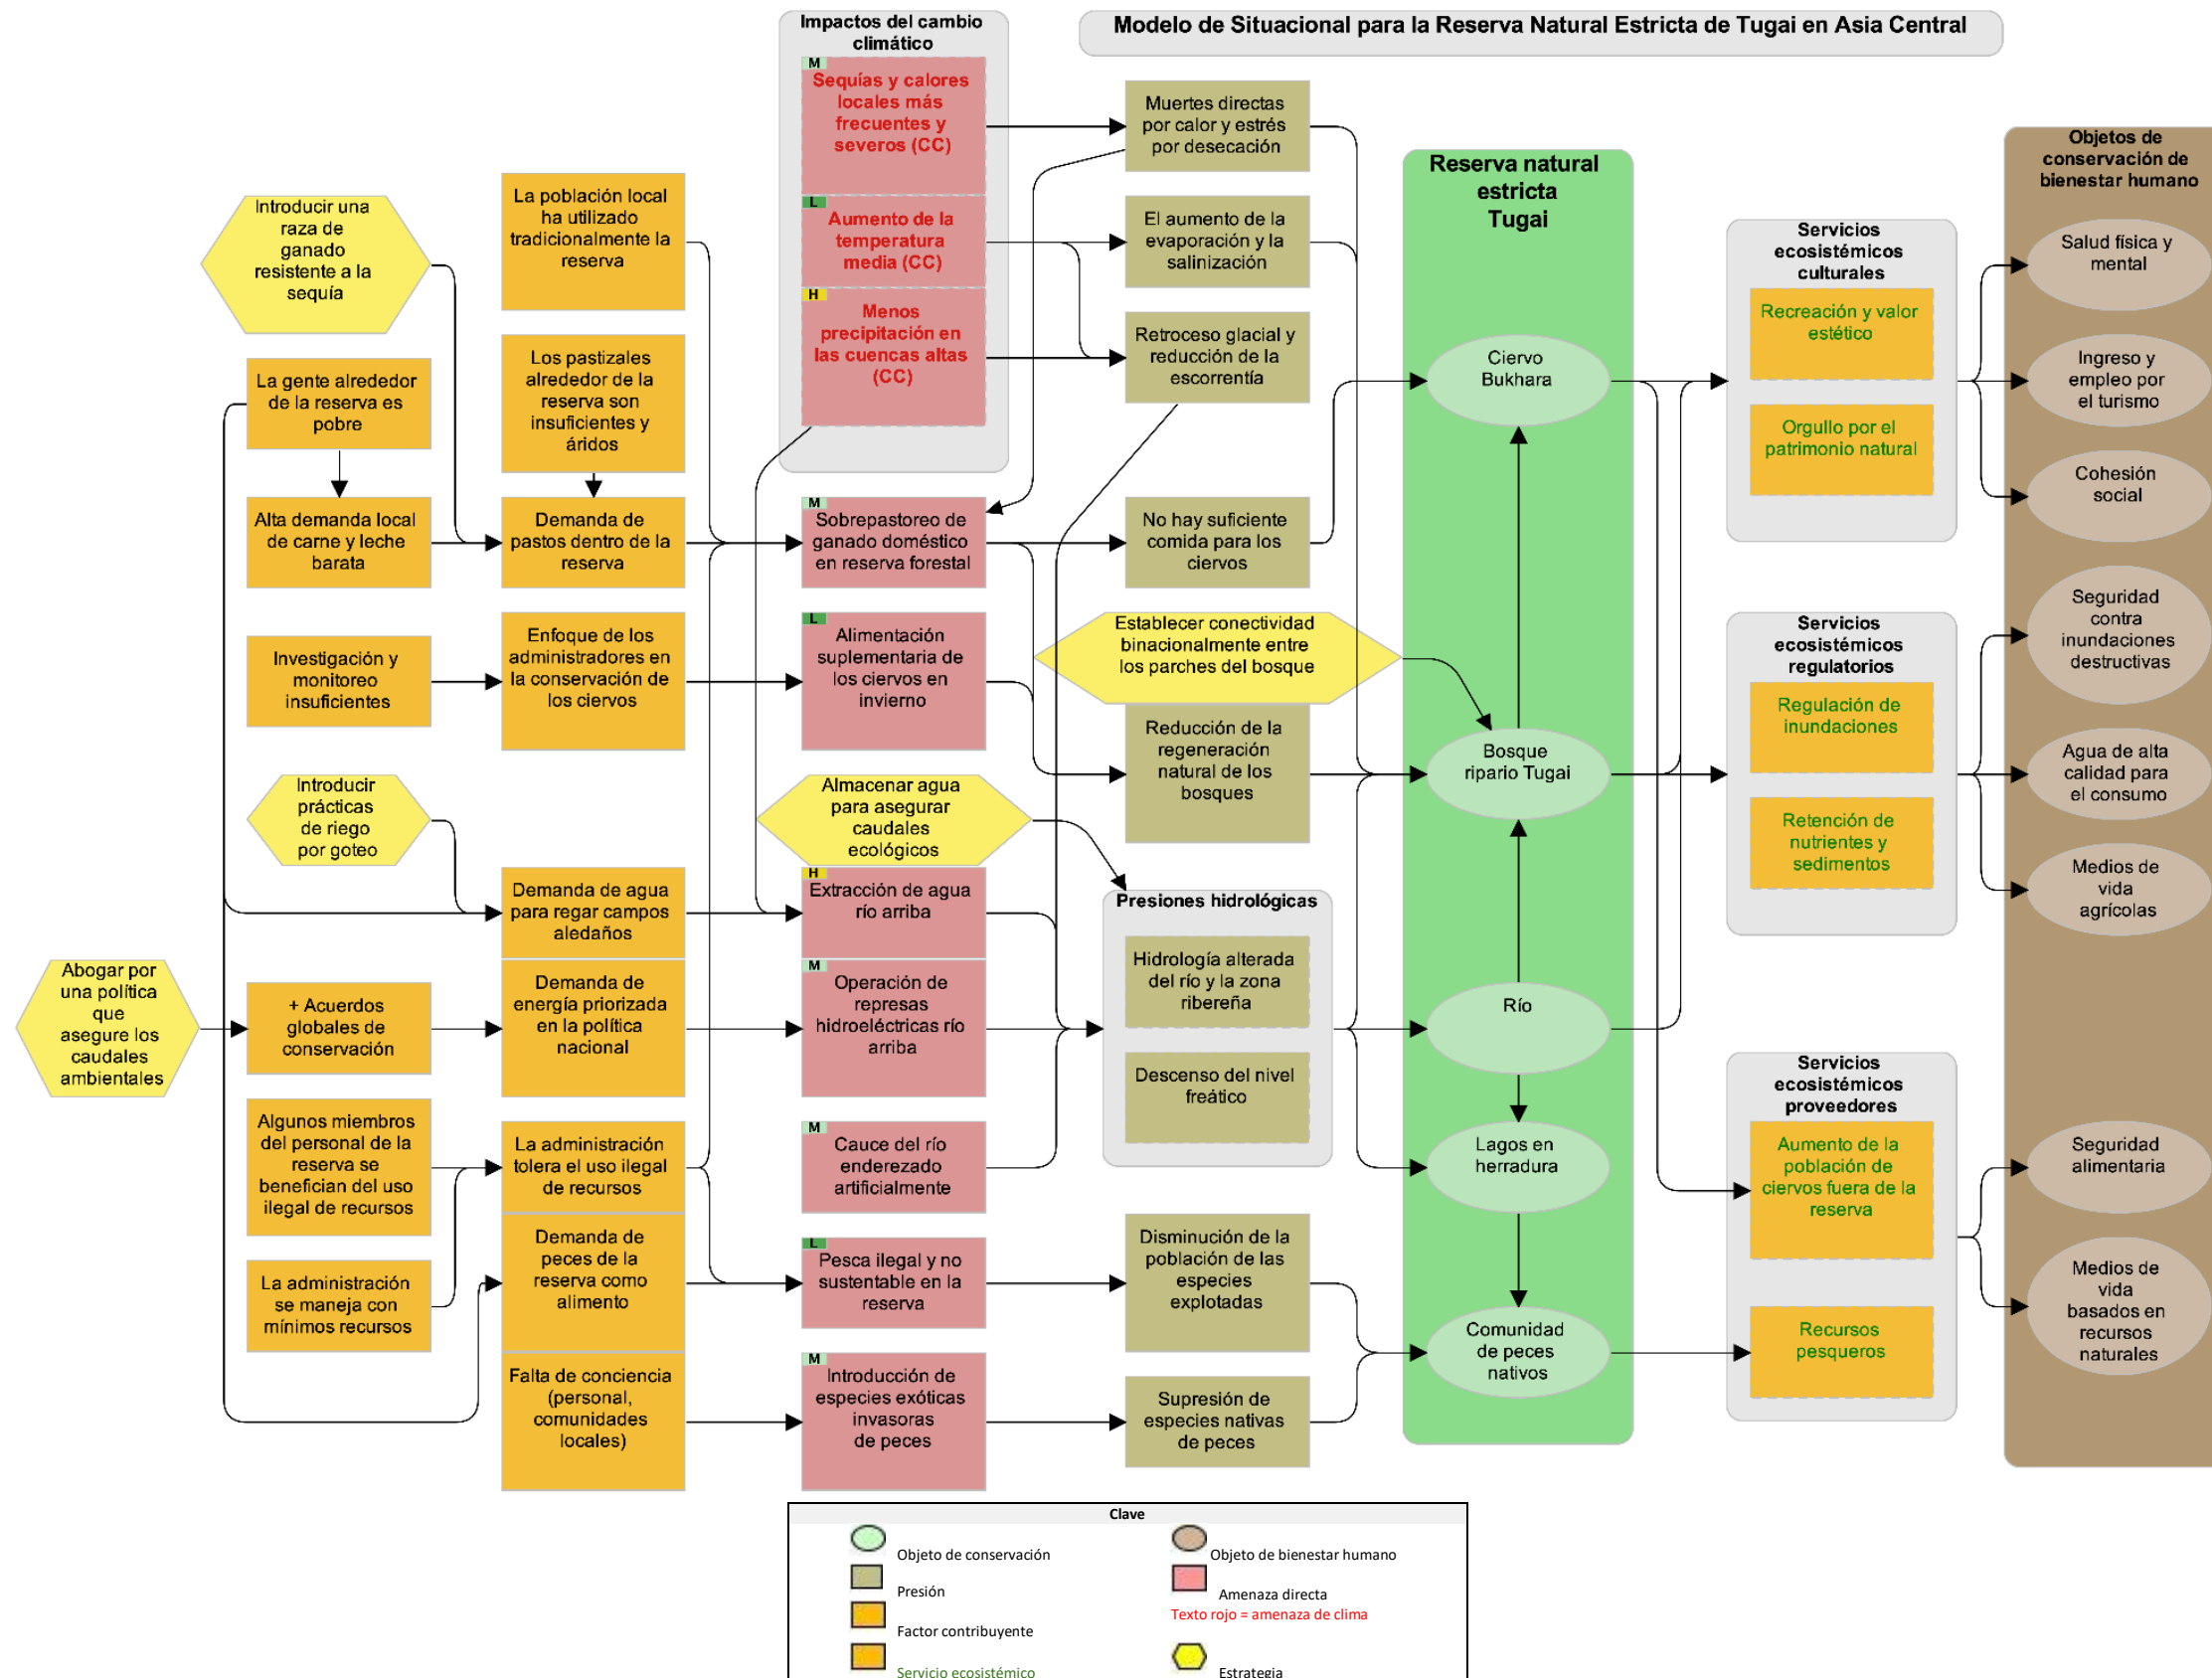 Modelo de Situacional para la Reserva Natural Estricta de Tugai en Asia Central
Impactos del cambio
climático
M
Sequías y calores
locales más
frecuentes y
severos (CC)
L
Aumento de la
temperatura
media (CC)
H
Menos
precipitación en
las cuencas altas
(CC)
Introducir una
raza de
ganado
resistente a la
sequía
La gente alrededor
de la reserva es
pobre
Alta demanda local
de carne y leche
barata
Investigación y
monitoreo
insuficientes
Introducir
prácticas
de riego
por goteo
Abogar por
una política
que
asegure los
caudales
ambientales
+ Acuerdos
globales de
conservación
Algunos miembros
del personal de la
reserva se
benefician del uso
ilegal de recursos
La administración
se maneja con
mínimos recursos
La población local
ha utilizado
tradicionalmente la
reserva
Los pastizales
alrededor de la
reserva son
insuficientes y
áridos
Demanda de
pastos dentro de la
reserva
Enfoque de los
administradores en
la conservación de
los ciervos
Demanda de agua
para regar campos
aledaños
Demanda de
energía priorizada
en la política
nacional
La administración
tolera el uso ilegal
de recursos
Demanda de
peces de la
reserva como
alimento
Falta de conciencia
(personal,
comunidades
locales)
M
Sobrepastoreo de
ganado doméstico
en reserva forestal
L
Alimentación
suplementaria de
los ciervos en
invierno
Almacenar agua
para asegurar
caudales
ecológicos
H
Extracción de agua
río arriba
M
Operación de
represas
hidroeléctricas río
arriba
M
Cauce del río
enderezado
artificialmente
L
Pesca ilegal y no
sustentable en la
reserva
M
Introducción de
especies exóticas
invasoras
de peces
Muertes directas
por calor y estrés
por desecación
El aumento de la
evaporación y la
salinización
Retroceso glacial y
reducción de la
escorrentía
No hay suficiente
comida para los
ciervos
Establecer conectividad
binacionalmente entre
los parches del bosque
Reducción de la
regeneración
natural de los
bosques
Presiones hidrológicas
Hidrología alterada
del río y la zona
ribereña
Descenso del nivel
freático
Disminución de la
población de las
especies
explotadas
Supresión de
especies nativas
de peces
Reserva natural
estricta
Tugai
Ciervo
Bukhara
Bosque
ripario Tugai
Río
Lagos en
herradura
Comunidad
de peces
nativos
Servicios
ecosistémicos
culturales
Recreación y valor
estético
Orgullo por el
patrimonio natural
Servicios
ecosistémicos
regulatorios
Regulación de
inundaciones
Retención de
nutrientes y
sedimentos
Servicios
ecosistémicos
proveedores
Aumento de la
población de
ciervos fuera de la
reserva
Recursos
pesqueros
Objetos de
conservación de
bienestar humano
Salud física y
mental
Ingreso y
empleo por
el turismo
Cohesión
social
Seguridad
contra
inundaciones
destructivas
Agua de alta
calidad para
el consumo
Medios de
vida
agrícolas
Seguridad
alimentaria
Medios de
vida
basados en
recursos
naturales
Clave
Objeto de conservación
Objeto de bienestar humano
Presión
Amenaza directa
Texto rojo = amenaza de clima
Factor contribuyente
Servicio ecosistémico
Estrategia